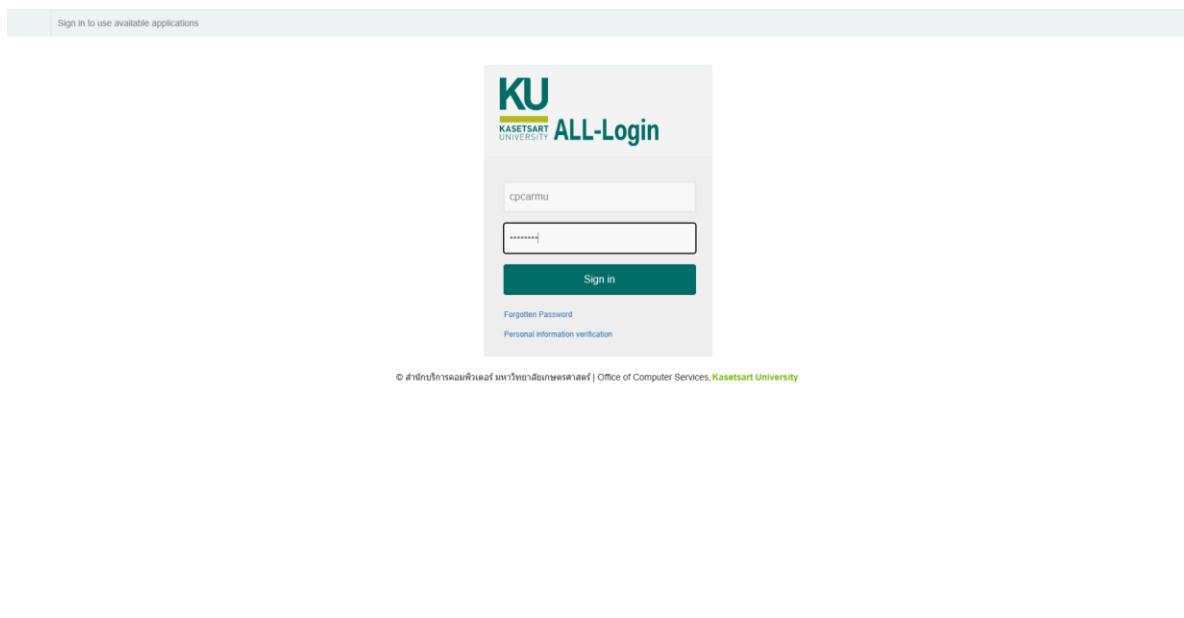 Sign in to use available applications
KU
KASETSART
UNIVERSITY
ALL-Login
cpcarmu
••••••••
Sign in
Forgotten Password
Personal information verification
© สำนักบริการคอมพิวเตอร์ มหาวิทยาลัยเกษตรศาสตร์ | Office of Computer Services, Kasetsart University